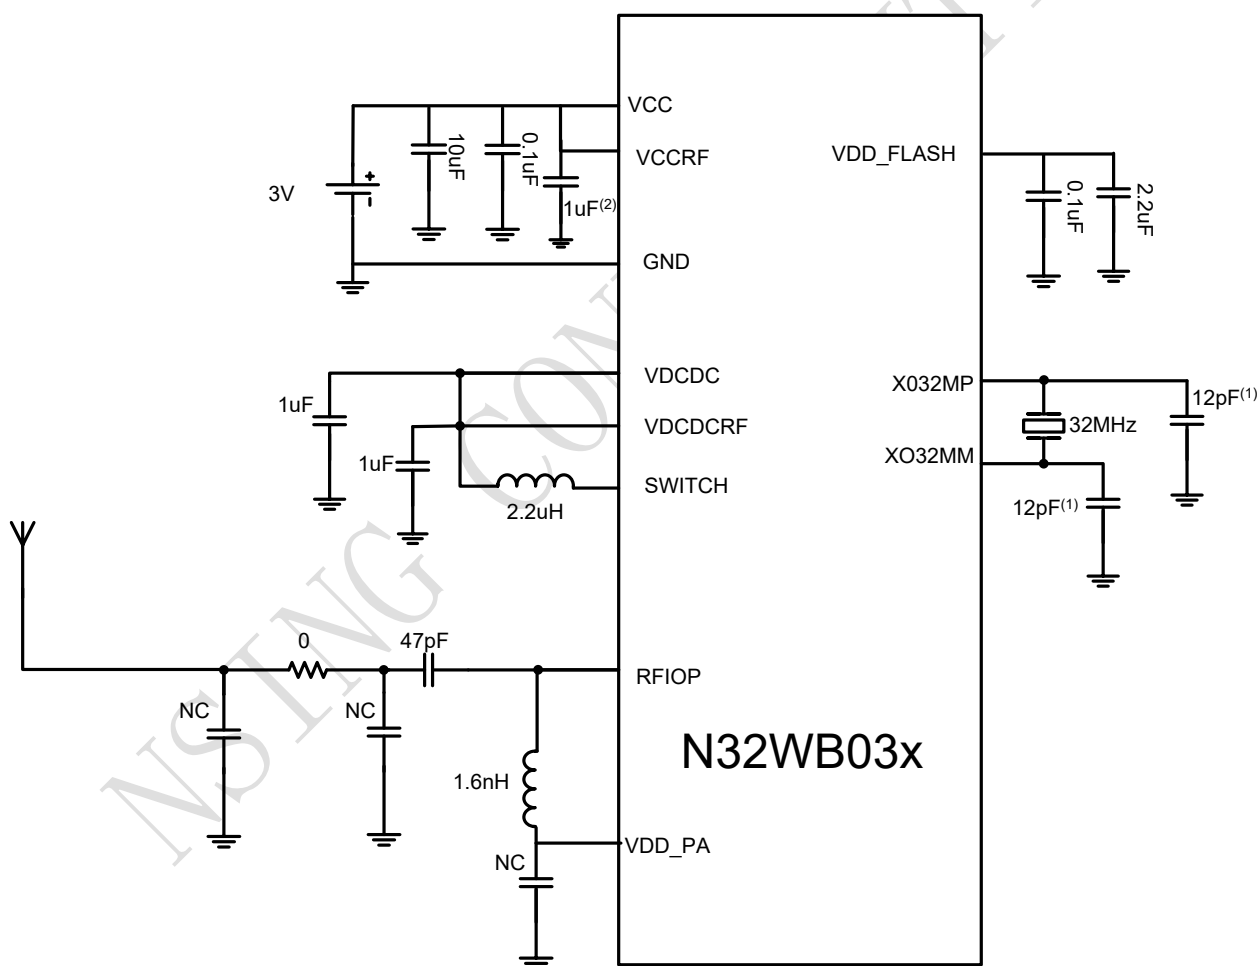 VCC
10uF
0.1uF
VCCRF
VDD_FLASH
3V
1uF(2)
0.1uF
2.2uF
GND
VDCDC
X032MP
1uF
12pF(1)
VDCDCRF
32MHz
1uF
XO32MM
SWITCH
2.2uH
12pF(1)
0
47pF
RFIOP
NC
NC
N32WB03x
1.6nH
VDD_PA
NC
NSING CON